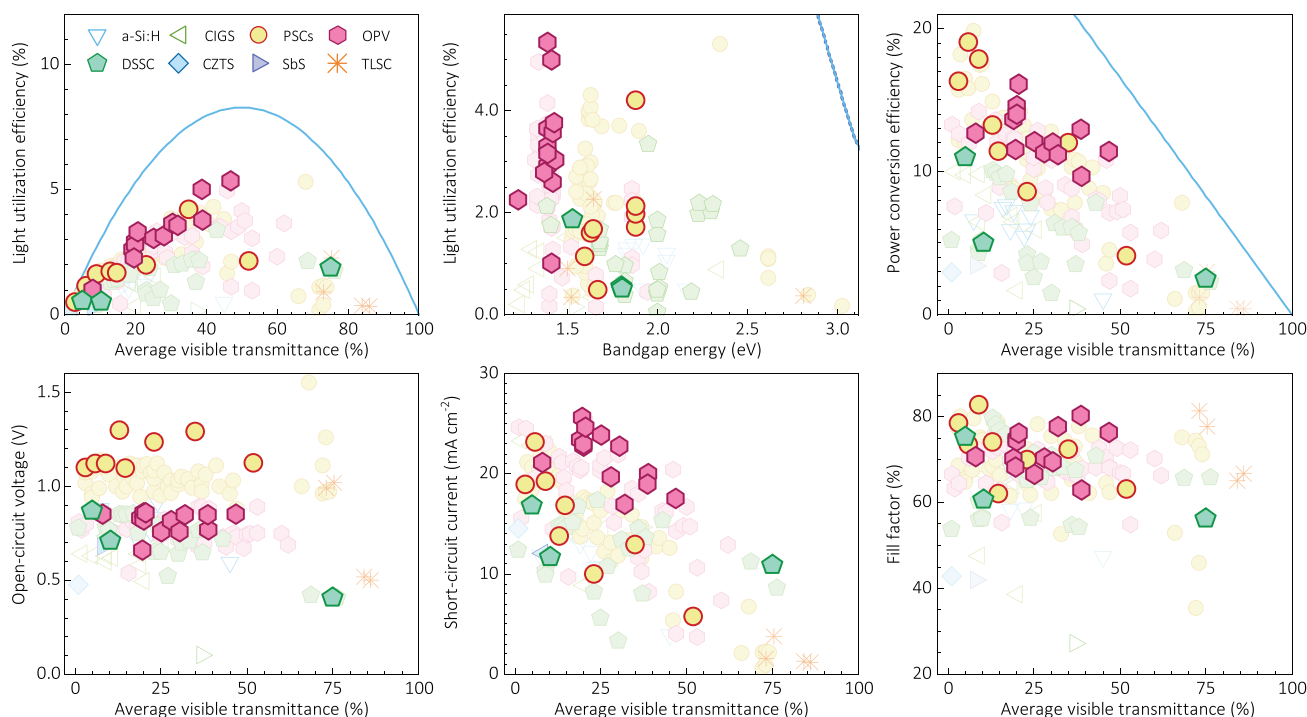 Light utilization efficiency (%)
12
10
5
0
a-Si:H
CIGS
PSCs
OPV
DSSC
CZTS
SbS
TLSC
0 20 40 60 80 100
Average visible transmittance (%)
Light utilization efficiency (%)
4.0
2.0
0.0
1.5 2.0 2.5 3.0
Bandgap energy (eV)
Power conversion efficiency (%)
20
10
0
0 25 50 75 100
Average visible transmittance (%)
Open-circuit voltage (V)
1.5
1.0
0.5
0.0
0 25 50 75 100
Average visible transmittance (%)
Short-circuit current (mA cm-2)
30
20
10
0
0 25 50 75 100
Average visible transmittance (%)
Fill factor (%)
80
60
40
20
0 25 50 75 100
Average visible transmittance (%)